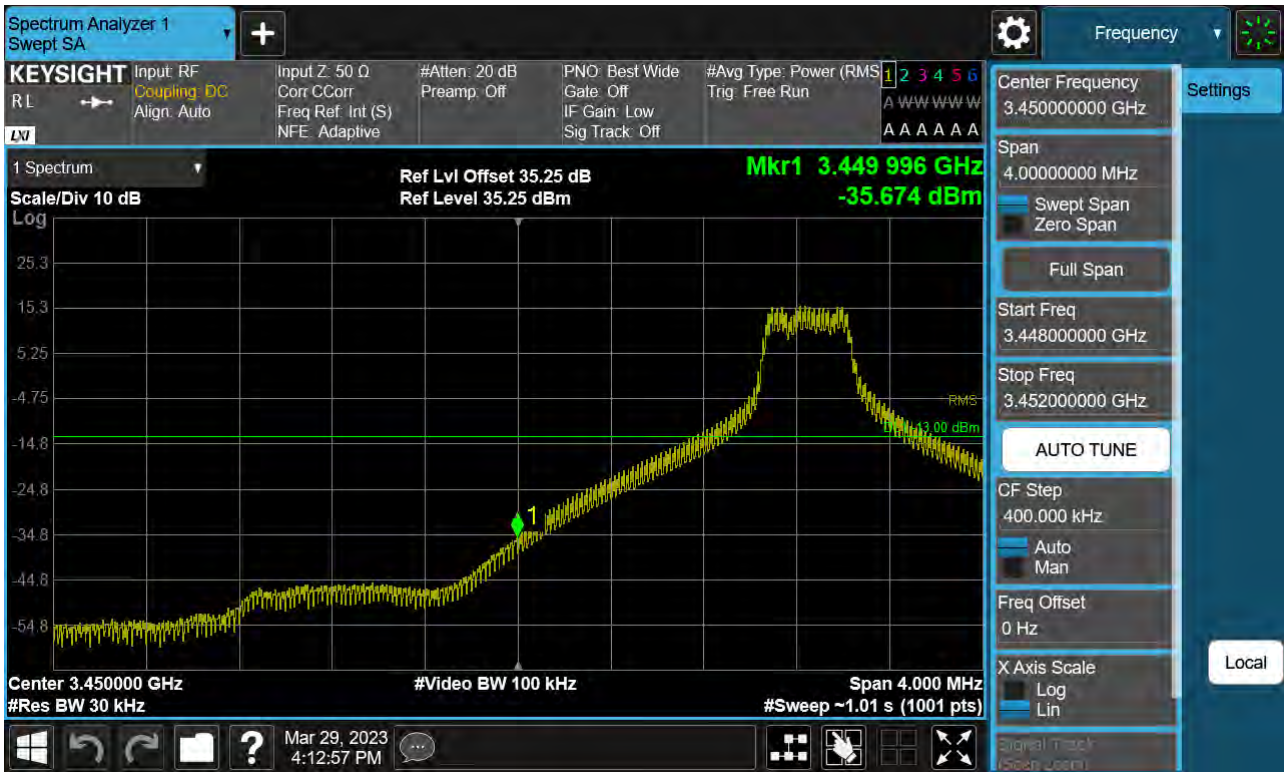 Spectrum Analyzer 1
Swept SA
+
Frequency
KEYSIGHT
RL
LXI
Input: RF
Coupling: DC
Align: Auto
Input Z: 50 Ω
Corr CCorr
Freq Ref: Int (S)
NFE: Adaptive
#Atten: 20 dB
Preamp: Off
PNO: Best Wide
Gate: Off
IF Gain: Low
Sig Track: Off
#Avg Type: Power (RMS
Trig: Free Run
1 2 3 4 5 6
A W W W W W
A A A A A A
1 Spectrum
Scale/Div 10 dB
Log
Ref Lvl Offset 35.25 dB
Ref Level 35.25 dBm
Mkr1 3.449 996 GHz
-35.674 dBm
25.3
15.3
5.25
-4.75
-14.8
-24.8
-34.8
-44.8
-54.8
RMS
13.00 dBm
1
Center 3.450000 GHz
#Res BW 30 kHz
#Video BW 100 kHz
Span 4.000 MHz
#Sweep ~1.01 s (1001 pts)
Center Frequency
3.450000000 GHz
Span
4.00000000 MHz
Swept Span
Zero Span
Full Span
Start Freq
3.448000000 GHz
Stop Freq
3.452000000 GHz
AUTO TUNE
CF Step
400.000 kHz
Auto
Man
Freq Offset
0 Hz
X Axis Scale
Log
Lin
Signal Track
(Span Zoom)
Settings
Local
?
Mar 29, 2023
4:12:57 PM